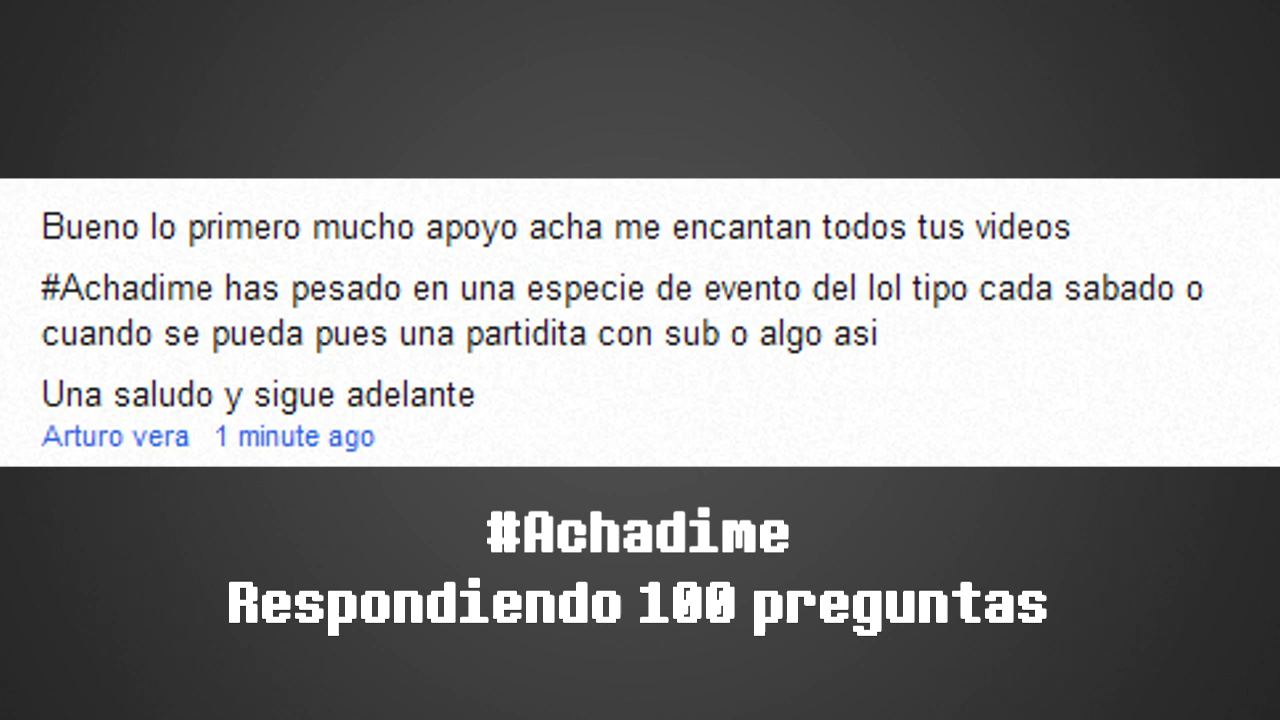 Bueno lo primero mucho apoyo acha me encantan todos tus videos
#Achadime has pesado en una especie de evento del lol tipo cada sabado o
cuando se pueda pues una partidita con sub o algo asi
Una saludo y sigue adelante
Arturo vera 1 minute ago
#Achadime
Respondiendo 100 preguntas